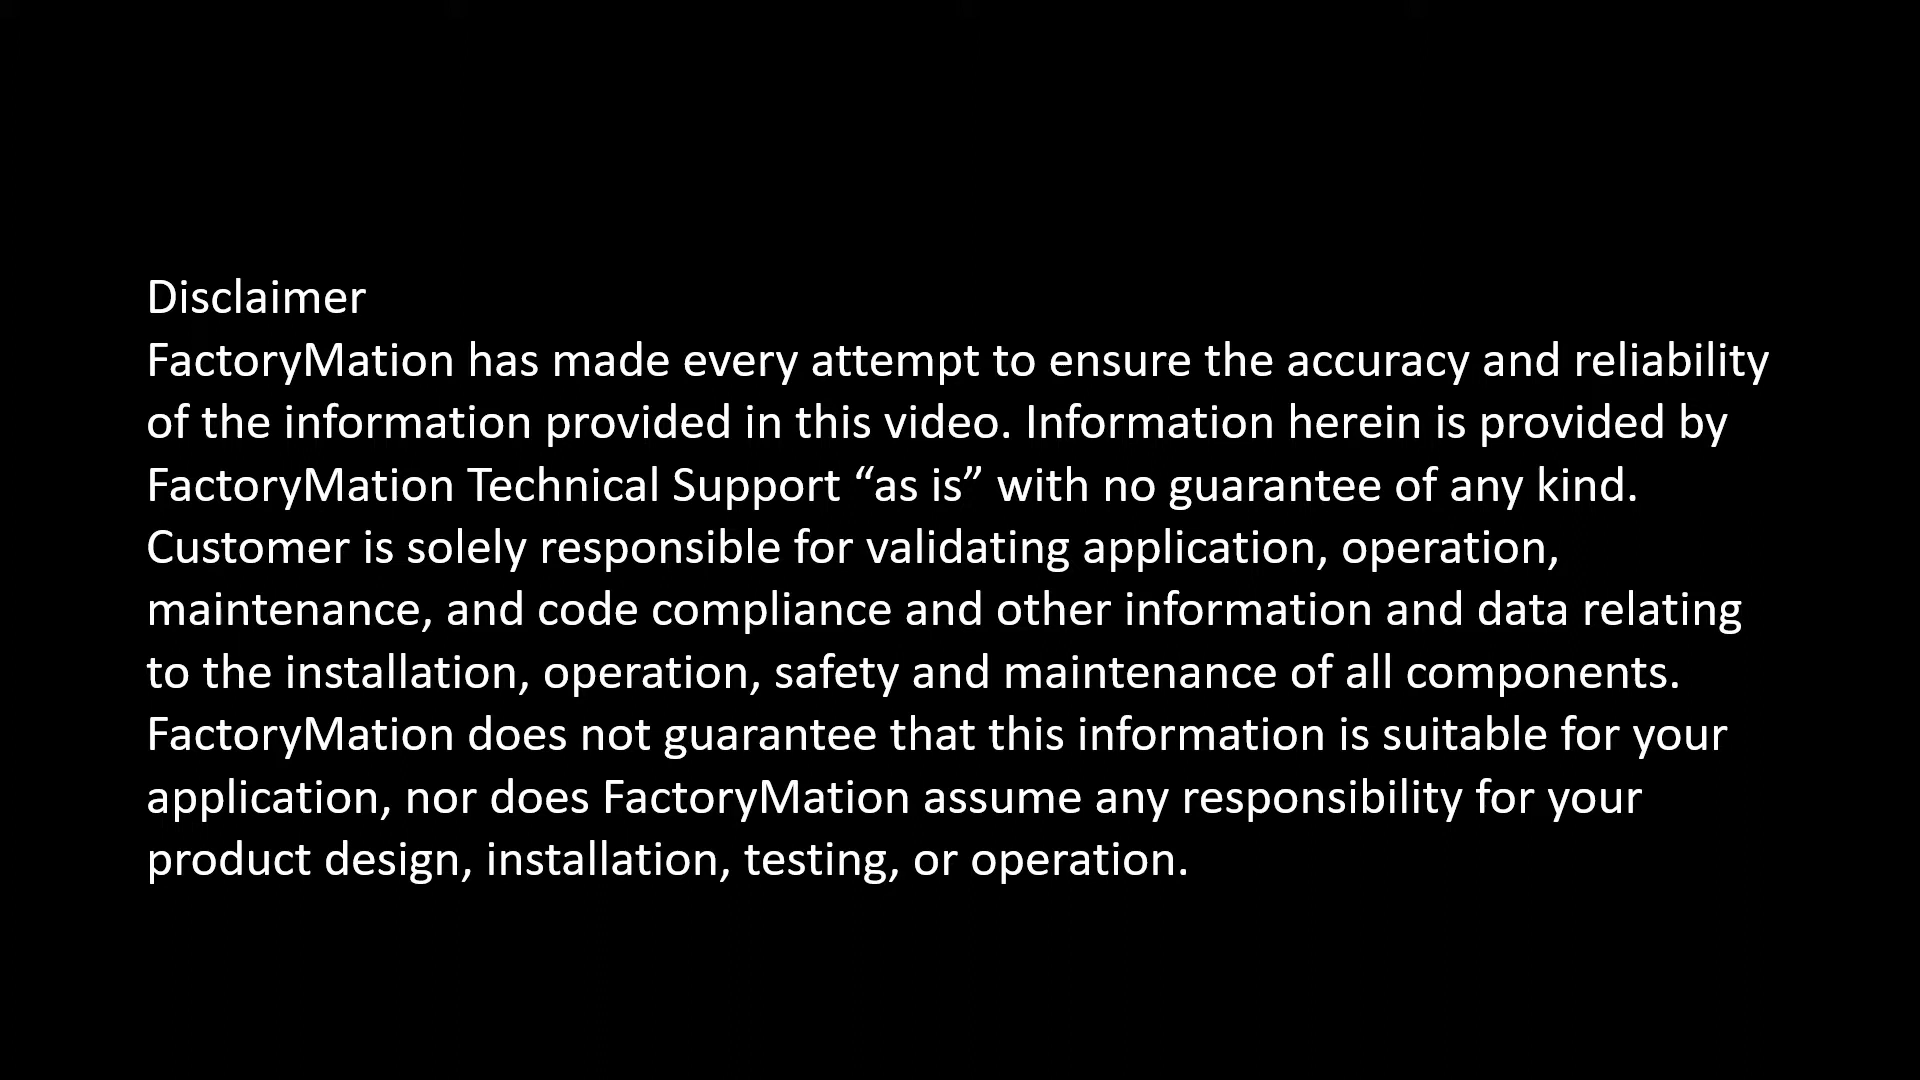 Disclaimer
FactoryMation has made every attempt to ensure the accuracy and reliability
of the information provided in this video. Information herein is provided by
FactoryMation Technical Support “as is” with no guarantee of any kind.
Customer is solely responsible for validating application, operation,
maintenance, and code compliance and other information and data relating
to the installation, operation, safety and maintenance of all components.
FactoryMation does not guarantee that this information is suitable for your
application, nor does FactoryMation assume any responsibility for your
product design, installation, testing, or operation.